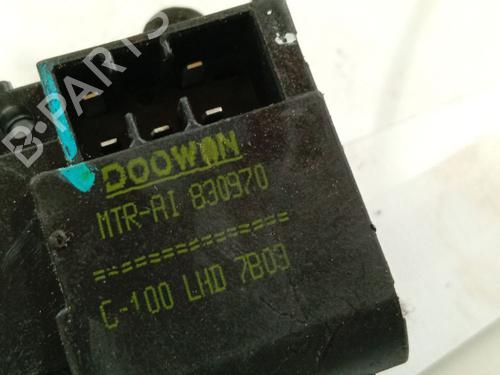 B-PARTS
DOOWON
MTR-AI 830970
C-100 LHD 7B03